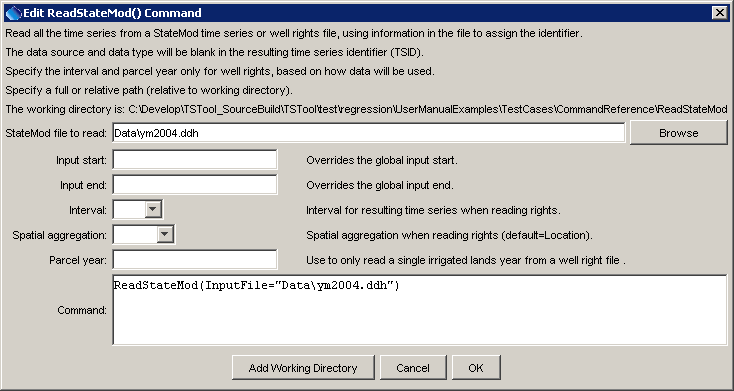 Edit ReadStateMod() Command
Read all the time series from a StateMod time series or well rights file, using information in the file to assign the identifier.
The data source and data type will be blank in the resulting time series identifier (TSID).
Specify the interval and parcel year only for well rights, based on how data will be used.
Specify a full or relative path (relative to working directory).
The working directory is: C:\Develop\TSTool_SourceBuild\TSTool\test\regression\UserManualExamples\TestCases\CommandReference\ReadStateMod
StateMod file to read: Data\ym2004.ddh Browse
Input start: Overrides the global input start.
Input end: Overrides the global input end.
Interval: Interval for resulting time series when reading rights.
Spatial aggregation: Spatial aggregation when reading rights (default=Location).
Parcel year: Use to only read a single irrigated lands year from a well right file .
Command: ReadStateMod(InputFile="Data\ym2004.ddh")
Add Working Directory Cancel OK